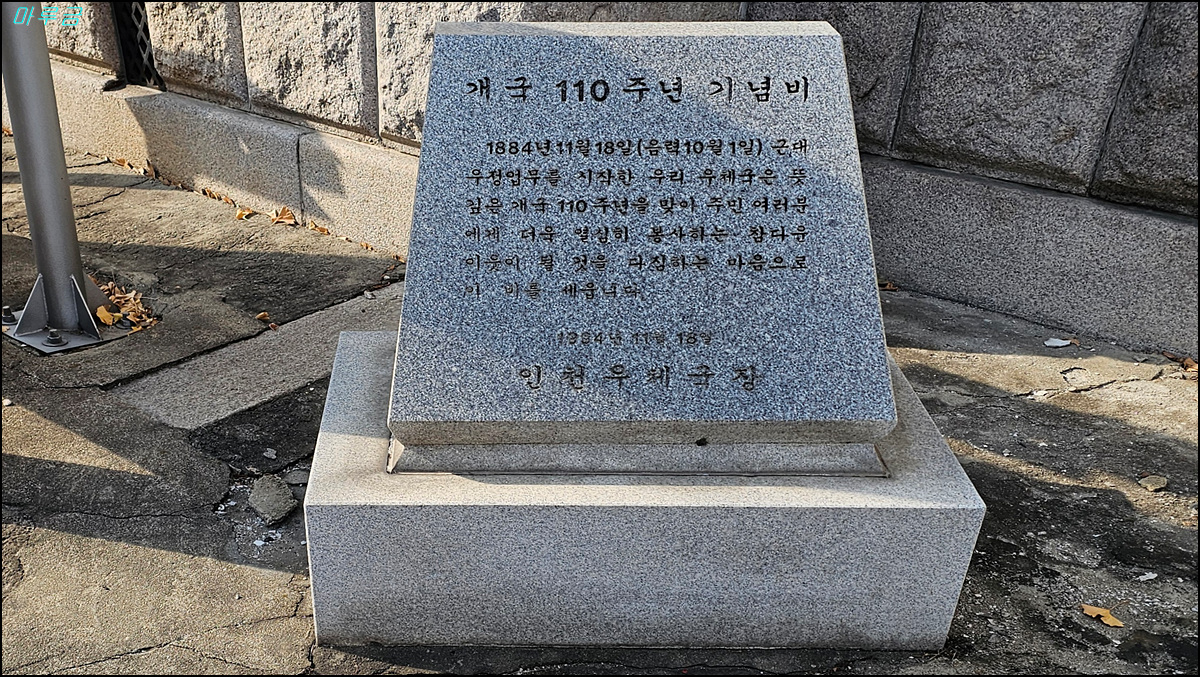 마우글
개국 110주년 기념비
1884년 11월 18일(음력10월 1일) 근대
우정업무를 시작한 우리 우체국은 뜻
깊은 개국 110주년을 맞아 주민 여러분
에게 더욱 열심히 봉사하는 참다운
이웃이 될 것을 다짐하는 마음으로
이 비를 세웁니다
1994년 11월 18일
인천우체국장